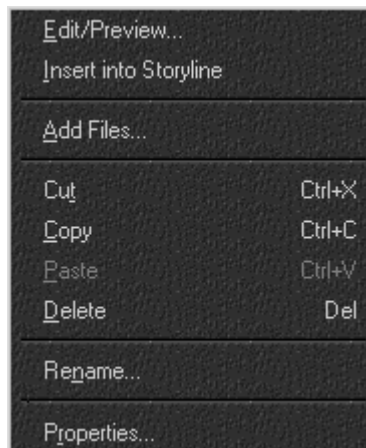 Edit/Preview...
Insert into Storyline
Add Files...
Cut Ctrl+X
Copy Ctrl+C
Paste Ctrl+V
Delete Del
Rename...
Properties...